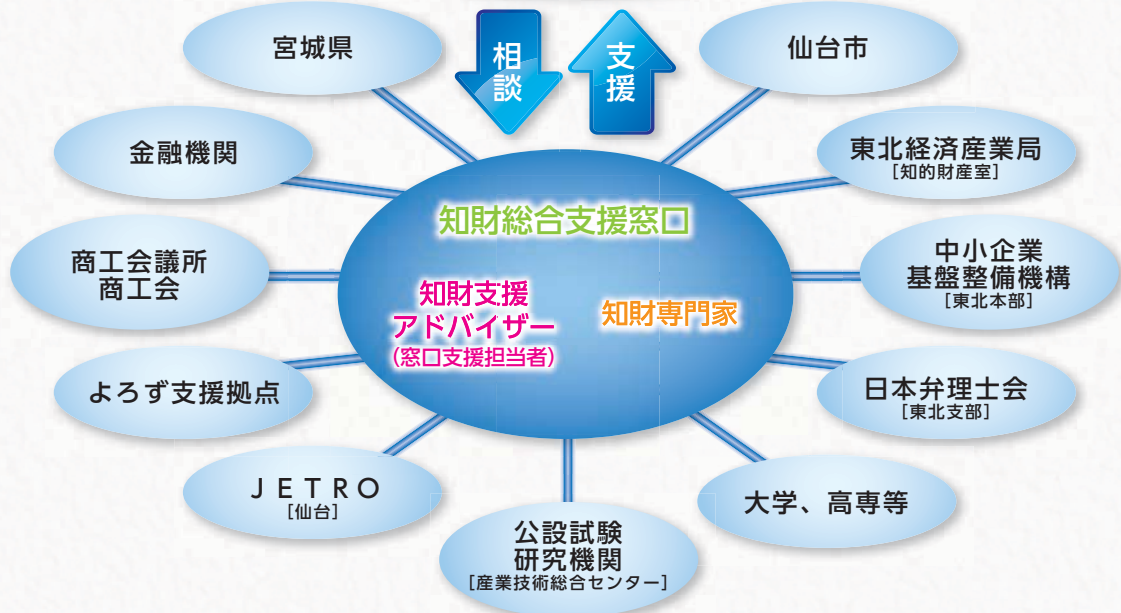 宮城県
相談
支援
仙台市
金融機関
東北経済産業局
[知的財産室]
知財総合支援窓口
商工会議所
商工会
中小企業
基盤整備機構
[東北本部]
知財支援
アドバイザー
(窓口支援担当者)
知財専門家
よろず支援拠点
日本弁理士会
[東北支部]
ＪＥＴＲＯ
[仙台]
大学、高専等
公設試験
研究機関
[産業技術総合センター]